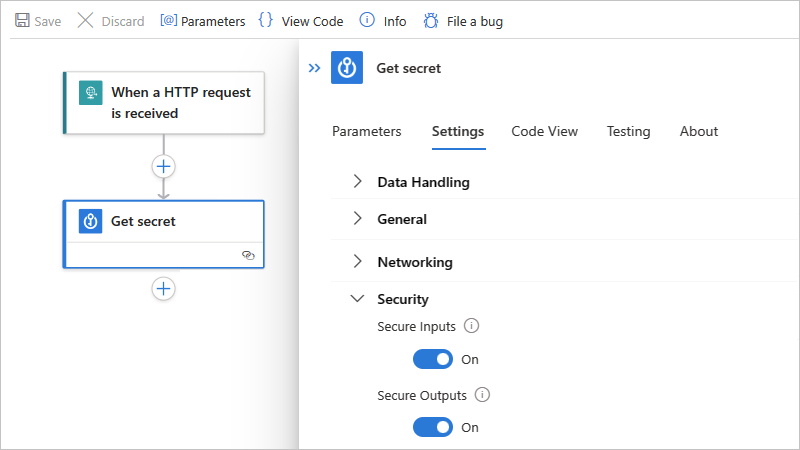 Save Discard [@] Parameters { } View Code Info File a bug
When a HTTP request
is received
Get secret
Get secret
Parameters Settings Code View Testing About
Data Handling
General
Networking
Security
Secure Inputs
On
Secure Outputs
On